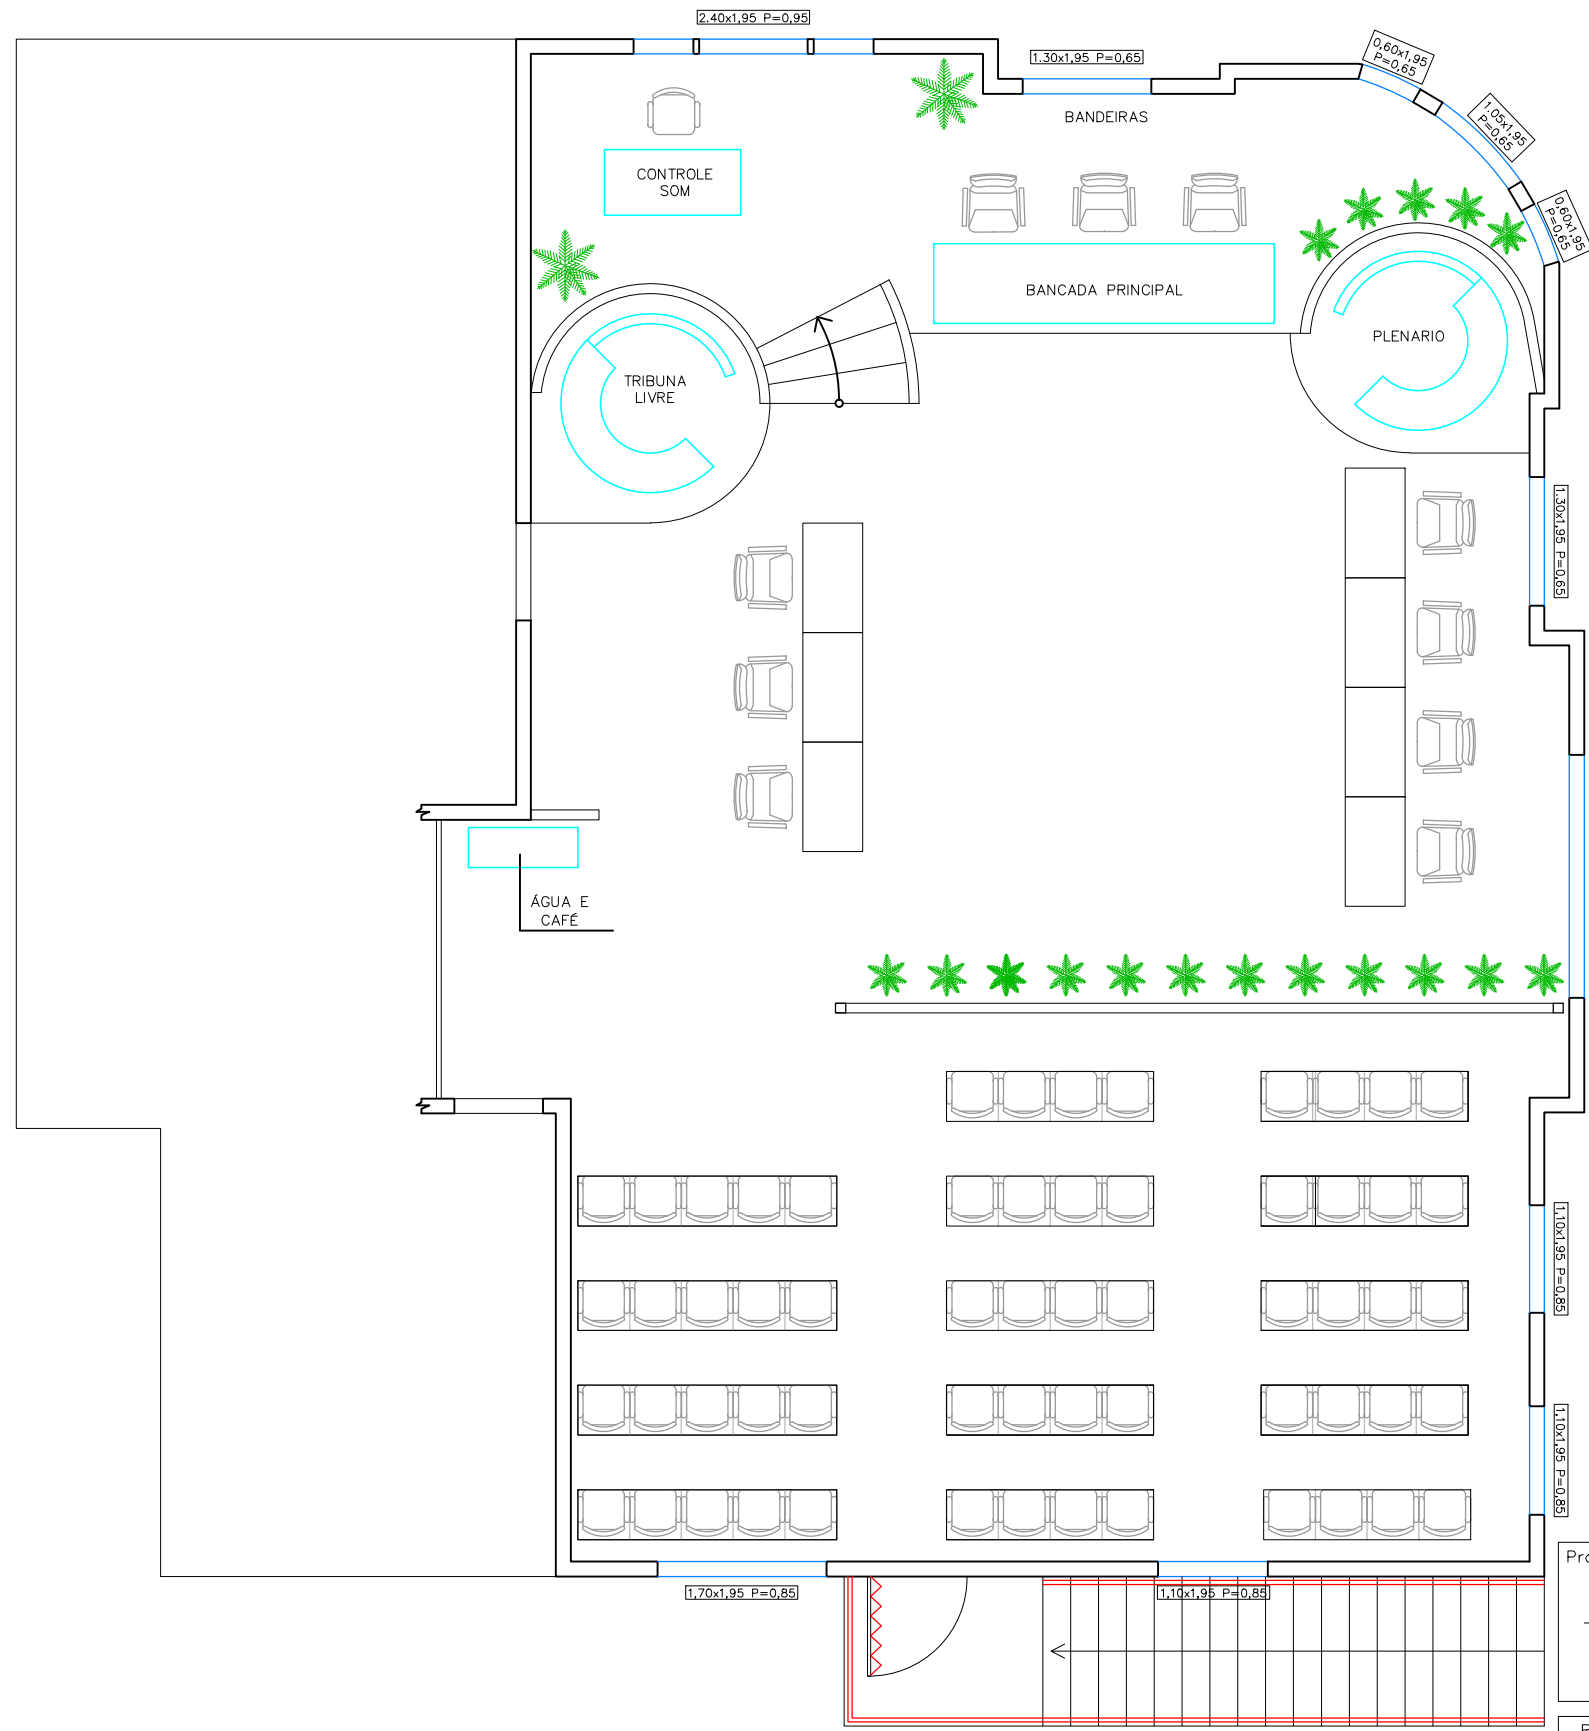 2.40x1,95 P=0,95
1.30x1,95 P=0,65
0,60x1,95
P=0,65
1.05x1,95
P=0,65
0,60x1,95
P=0,65
BANDEIRAS
CONTROLE
SOM
BANCADA PRINCIPAL
PLENARIO
TRIBUNA
LIVRE
1.30x1,95 P=0,65
ÁGUA E
CAFÉ
1,10x1,95 P=0,85
1,10x1,95 P=0,85
1,70x1,95 P=0,85
1,10x1,95 P=0,85